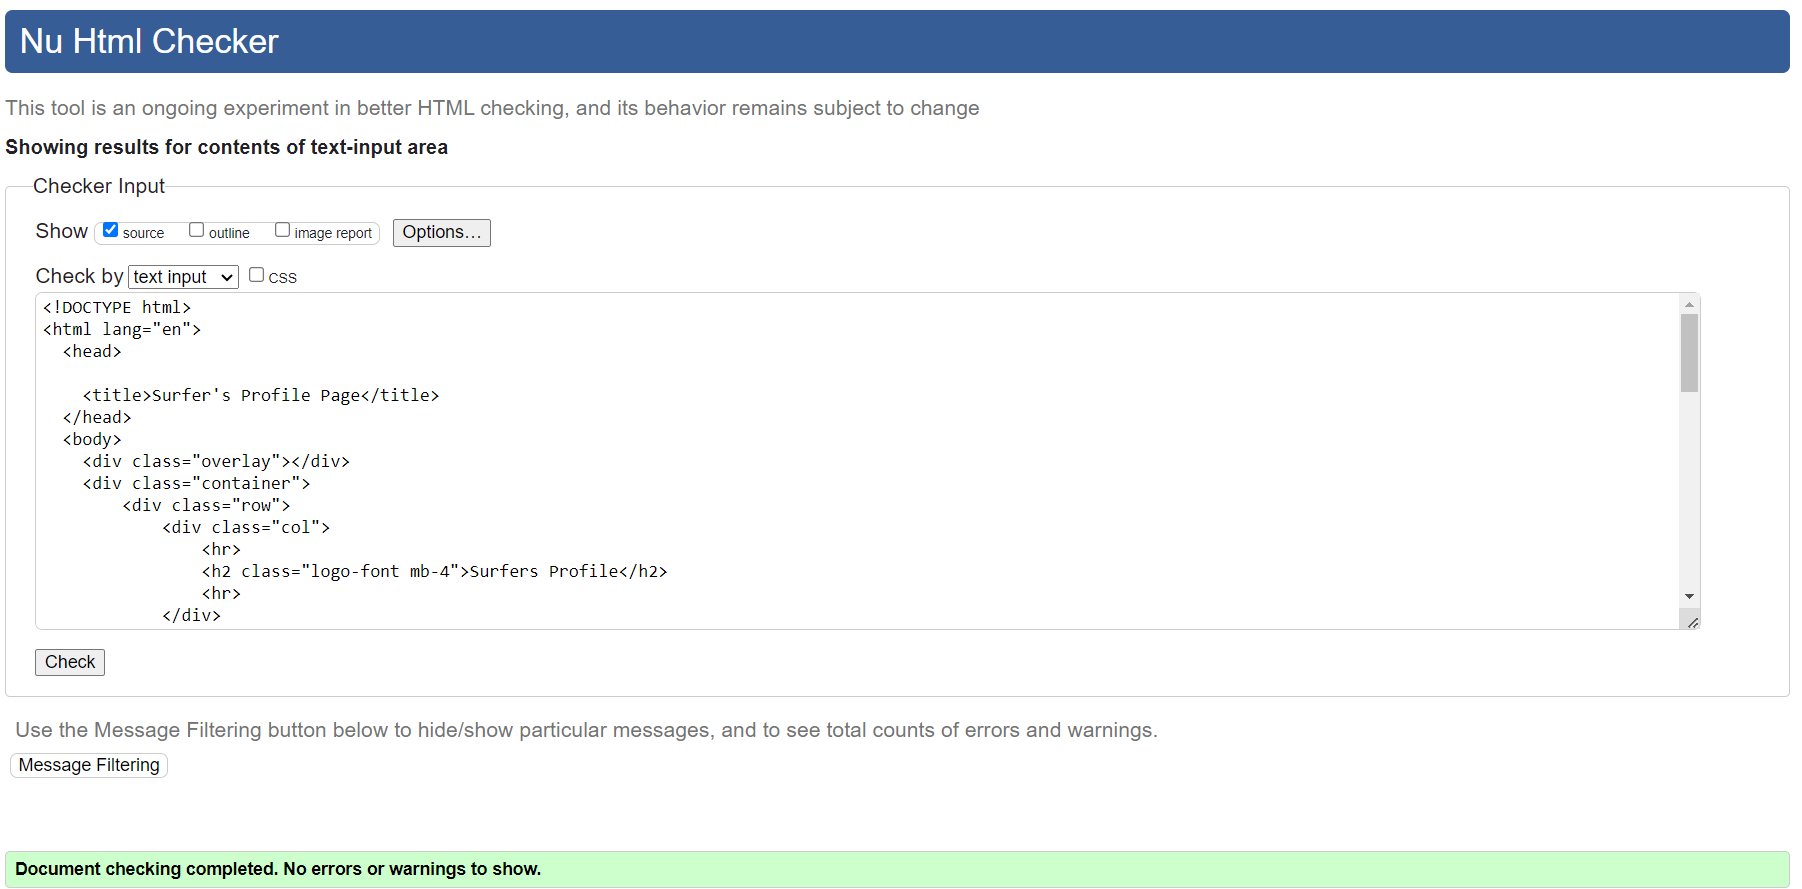 Nu Html Checker
This tool is an ongoing experiment in better HTML checking, and its behavior remains subject to change
Showing results for contents of text-input area
Checker Input
Show source outline image report Options...
Check by text input CSS
<!DOCTYPE html>
<html lang="en">
  <head>

    <title>Surfer's Profile Page</title>
  </head>
  <body>
    <div class="overlay"></div>
    <div class="container">
        <div class="row">
            <div class="col">
                <hr>
                <h2 class="logo-font mb-4">Surfers Profile</h2>
                <hr>
            </div>
Check
Use the Message Filtering button below to hide/show particular messages, and to see total counts of errors and warnings.
Message Filtering
Document checking completed. No errors or warnings to show.